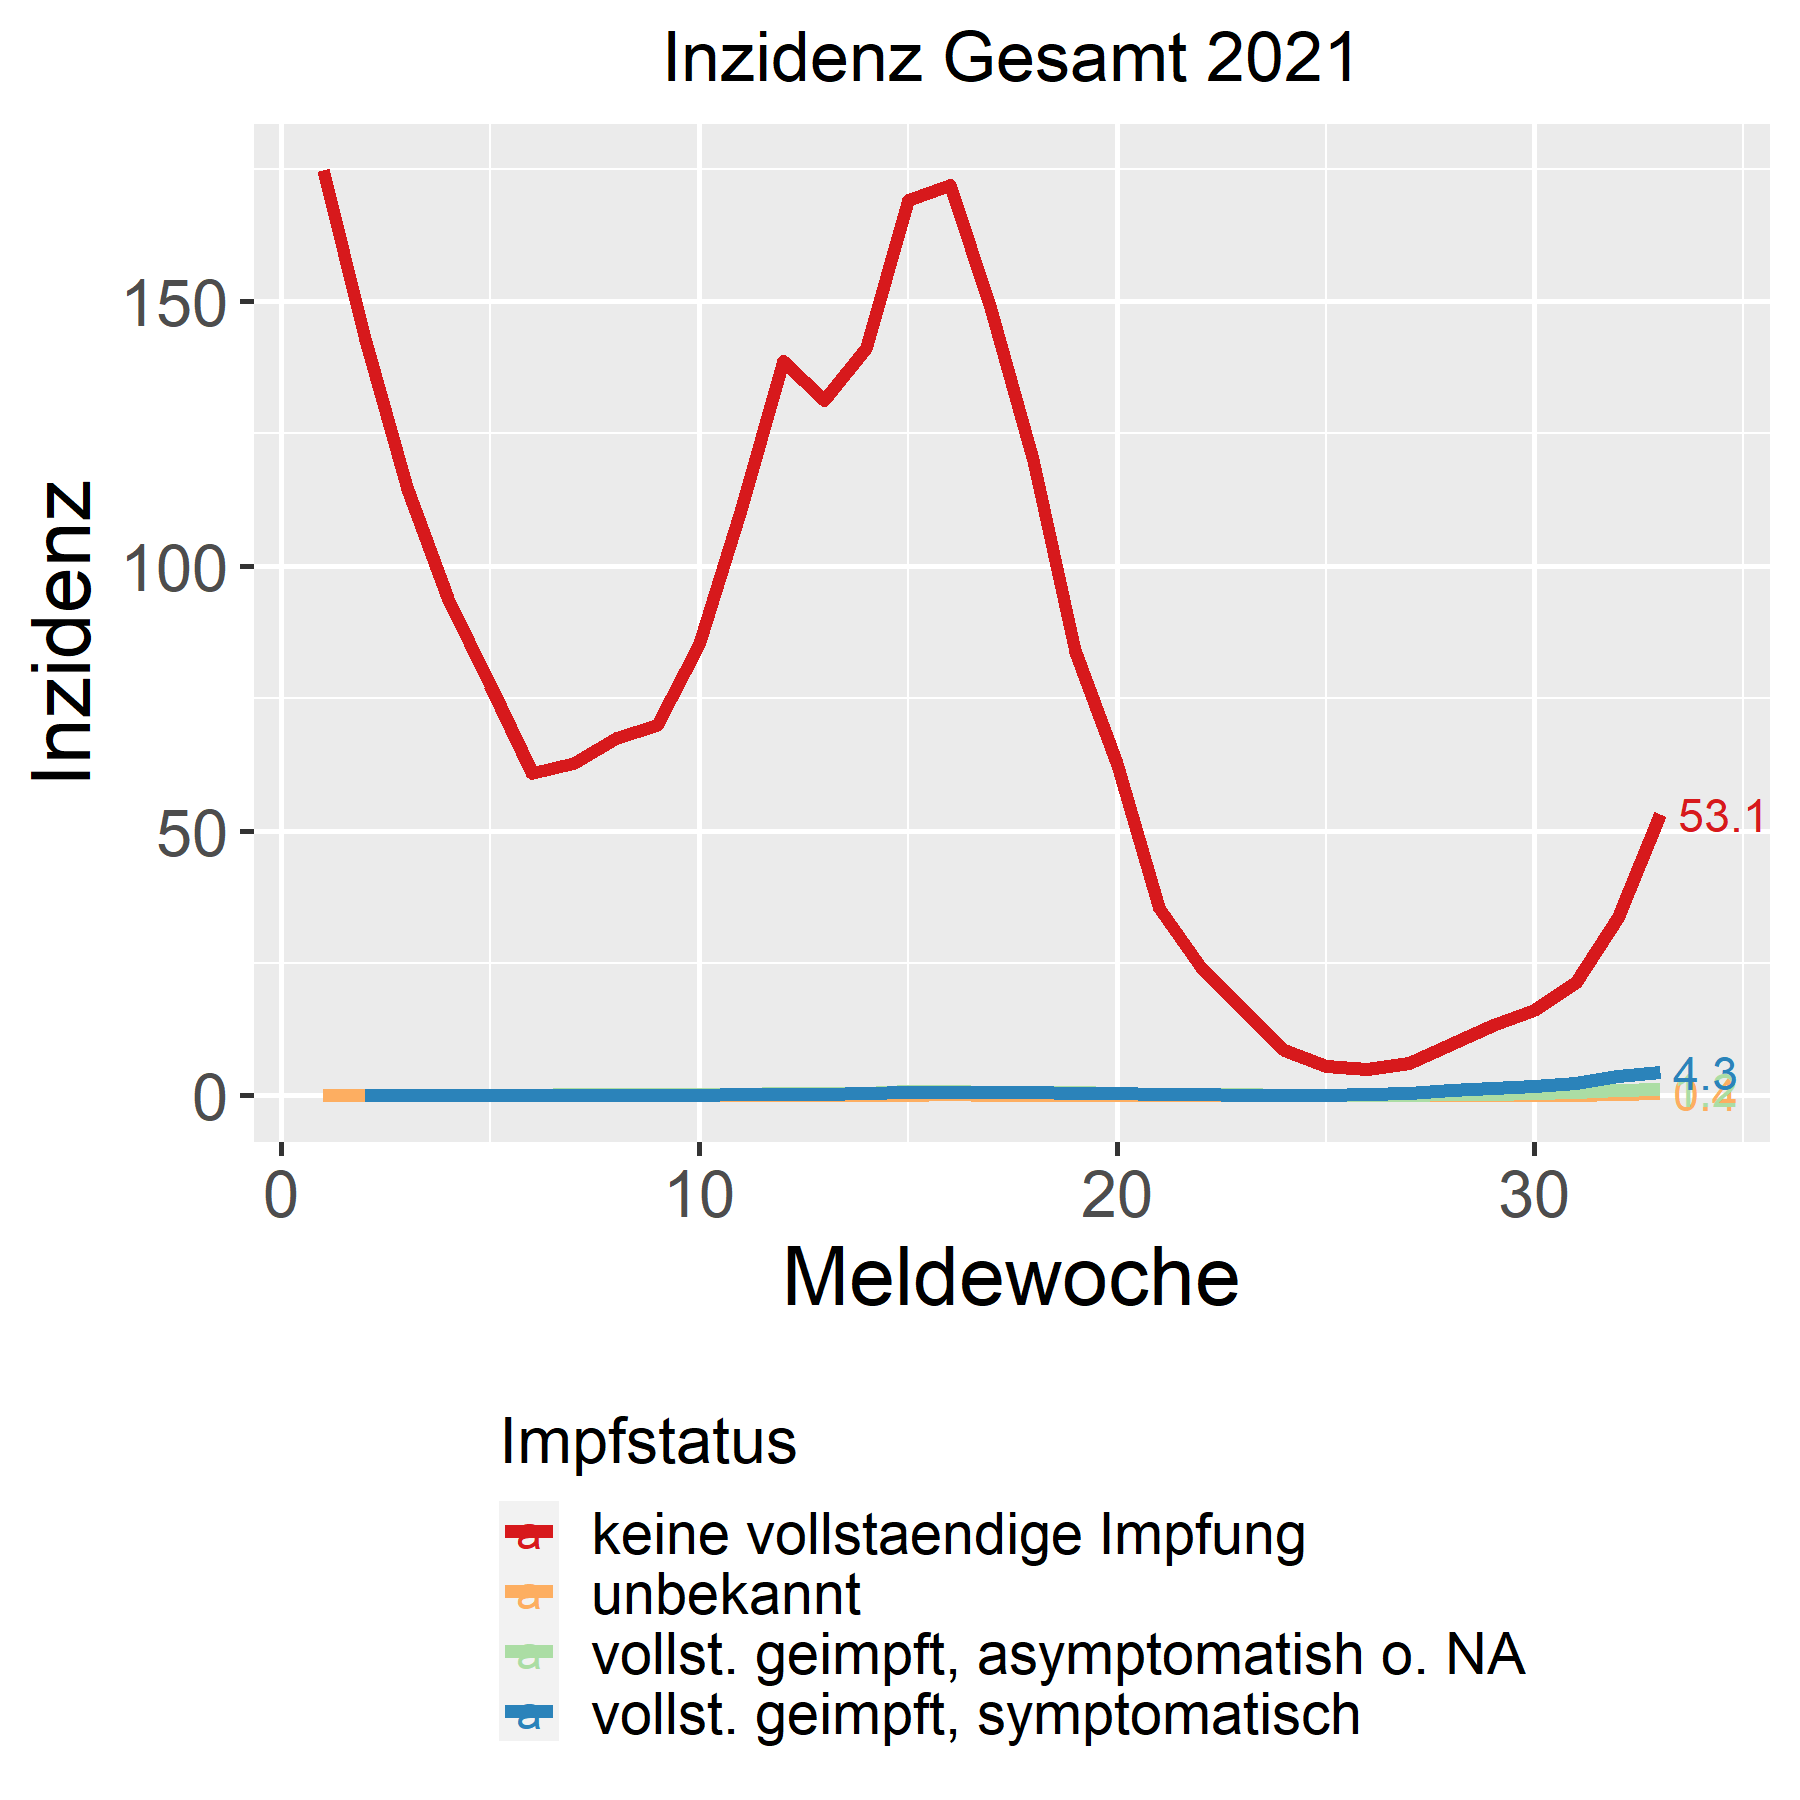 Inzidenz Gesamt 2021
Inzidenz
150
100
50
0
53.1
4.3
0 10 20 30
Meldewoche
Impfstatus
a keine vollstaendige Impfung
a unbekannt
a vollst. geimpft, asymptomatish o. NA
a vollst. geimpft, symptomatisch